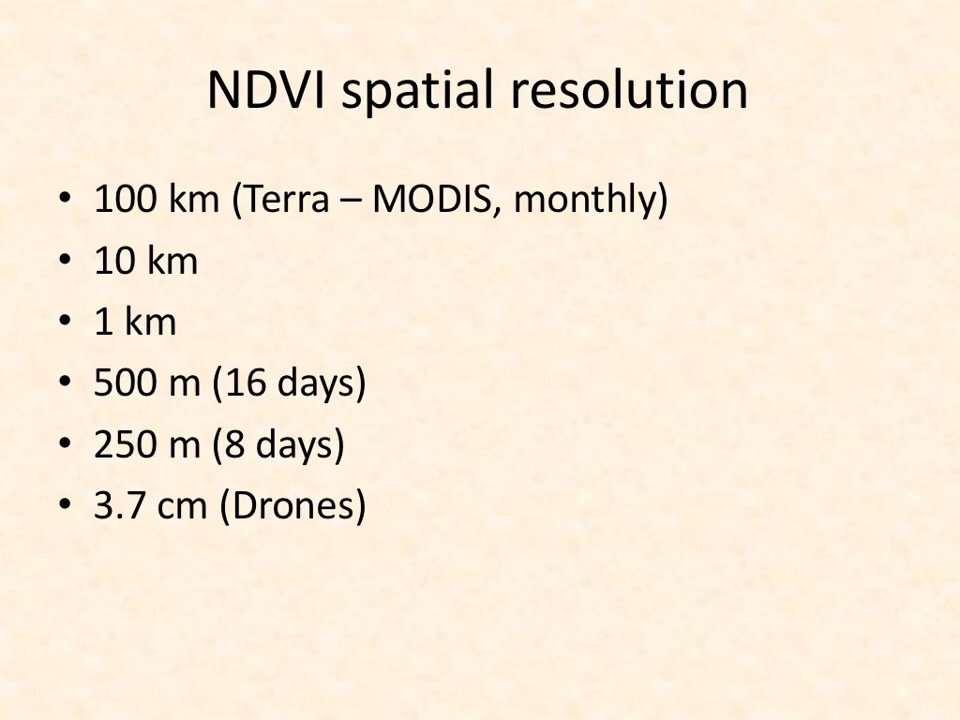 NDVI spatial resolution
• 100 km (Terra – MODIS, monthly)
• 10 km
• 1 km
• 500 m (16 days)
• 250 m (8 days)
• 3.7 cm (Drones)